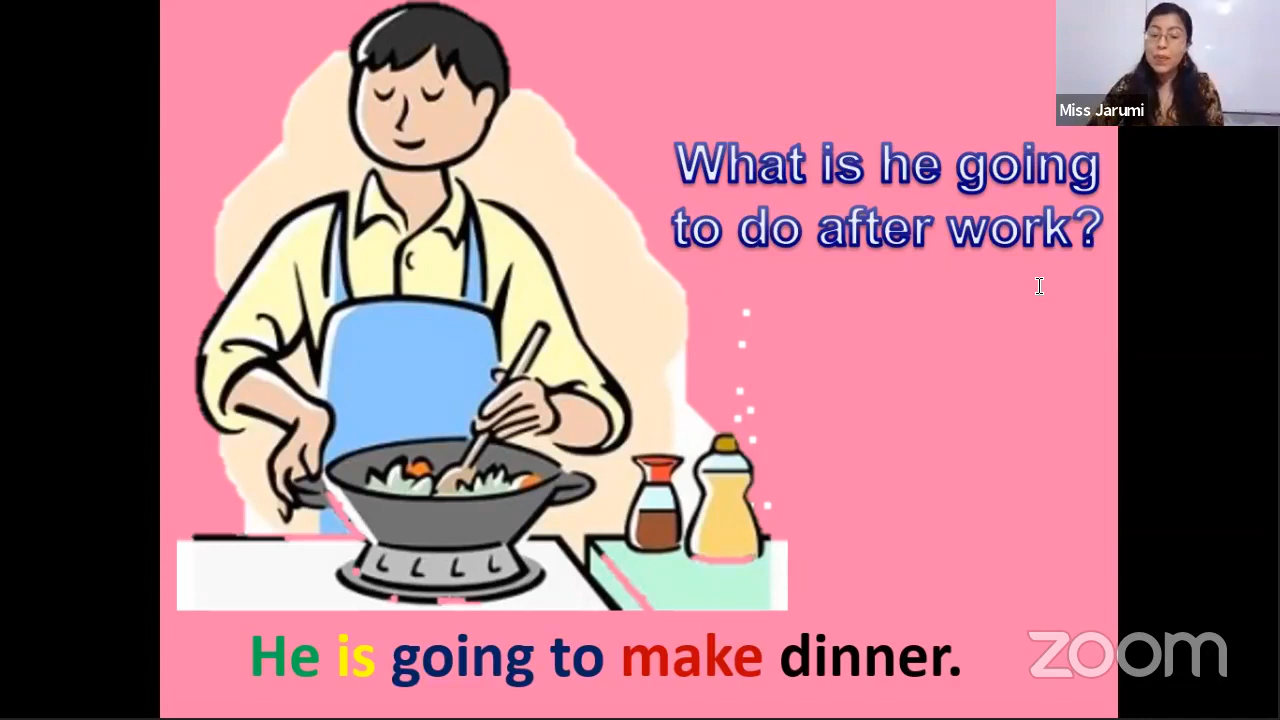 Miss Jarumi
What is he going
to do after work?
He is going to make dinner.
zoom